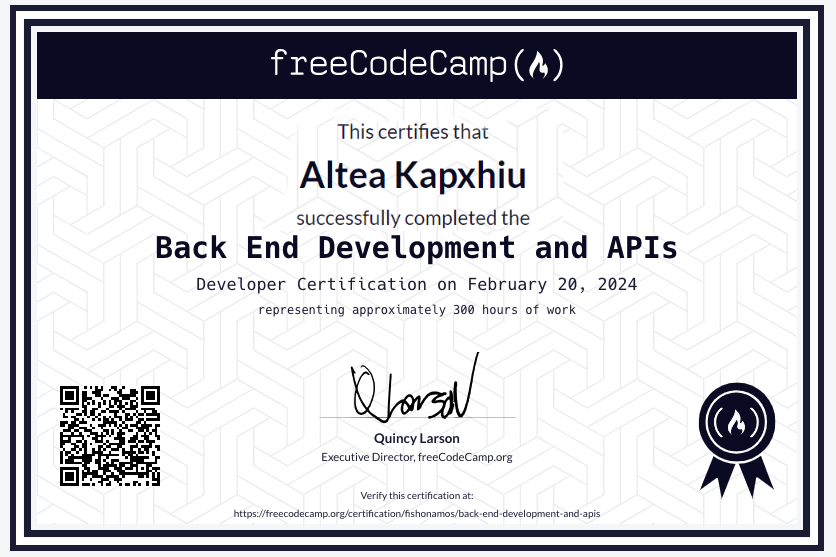 freeCodeCamp
This certifies that
Altea Kapxhiu
successfully completed the
Back End Development and APIs
Developer Certification on February 20, 2024
representing approximately 300 hours of work
Quincy Larson
Executive Director, freeCodeCamp.org
Verify this certification at:
https://freecodecamp.org/certification/fishonamos/back-end-development-and-apis